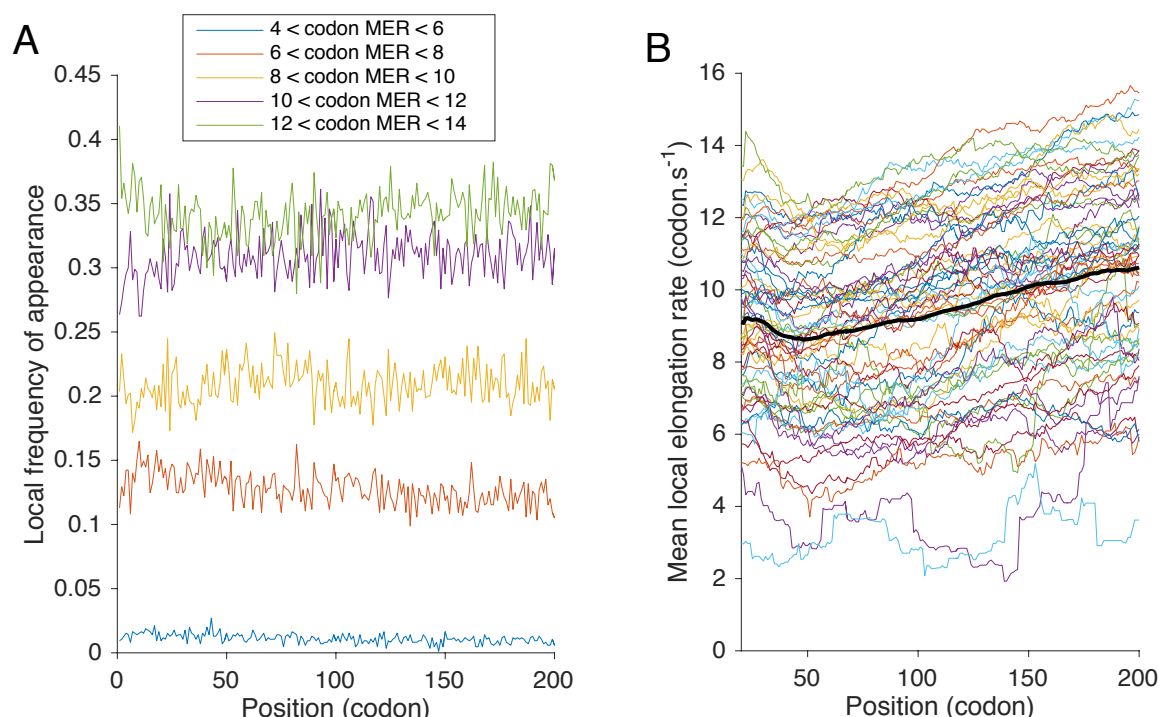 A
4 < codon MER < 6
6 < codon MER < 8
8 < codon MER < 10
10 < codon MER < 12
12 < codon MER < 14
0.45
0.4
0.35
0.3
0.25
0.2
0.15
0.1
0.05
0
Local frequency of appearance
0 50 100 150 200
Position (codon)
B
16
14
12
10
8
6
4
2
0
Mean local elongation rate (codon.s⁻¹)
50 100 150 200
Position (codon)